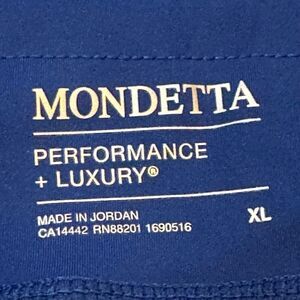 MONDETTA
PERFORMANCE
+ LUXURY®
MADE IN JORDAN
CA14442 RN88201 1690516
XL